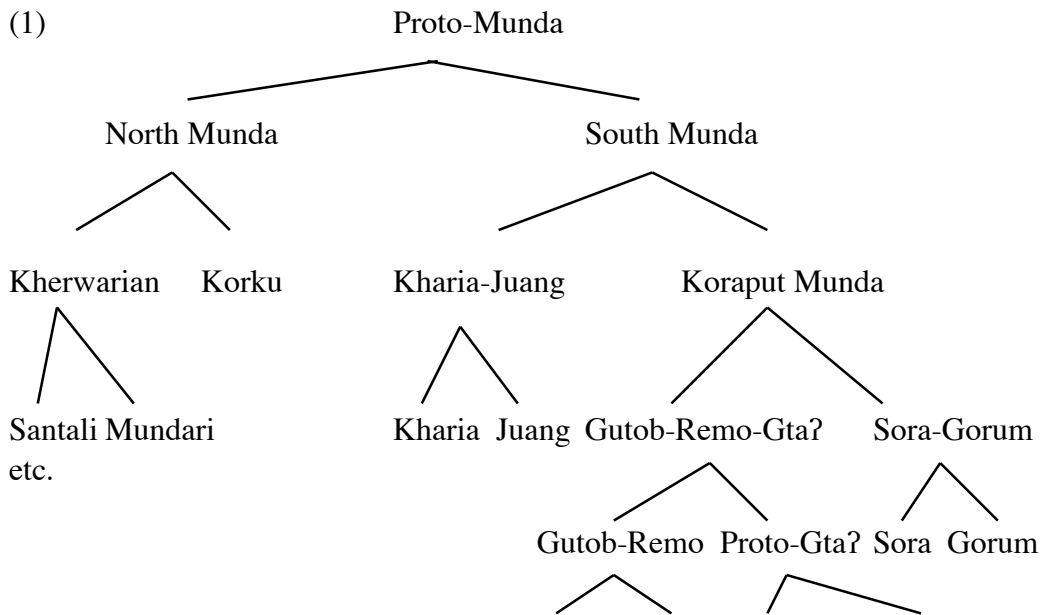 (1) Proto-Munda
North Munda South Munda
Kherwarian Korku Kharia-Juang Koraput Munda
Santali Mundari Kharia Juang Gutob-Remo-Gtaʔ Sora-Gorum
etc.
Gutob-Remo Proto-Gtaʔ Sora Gorum